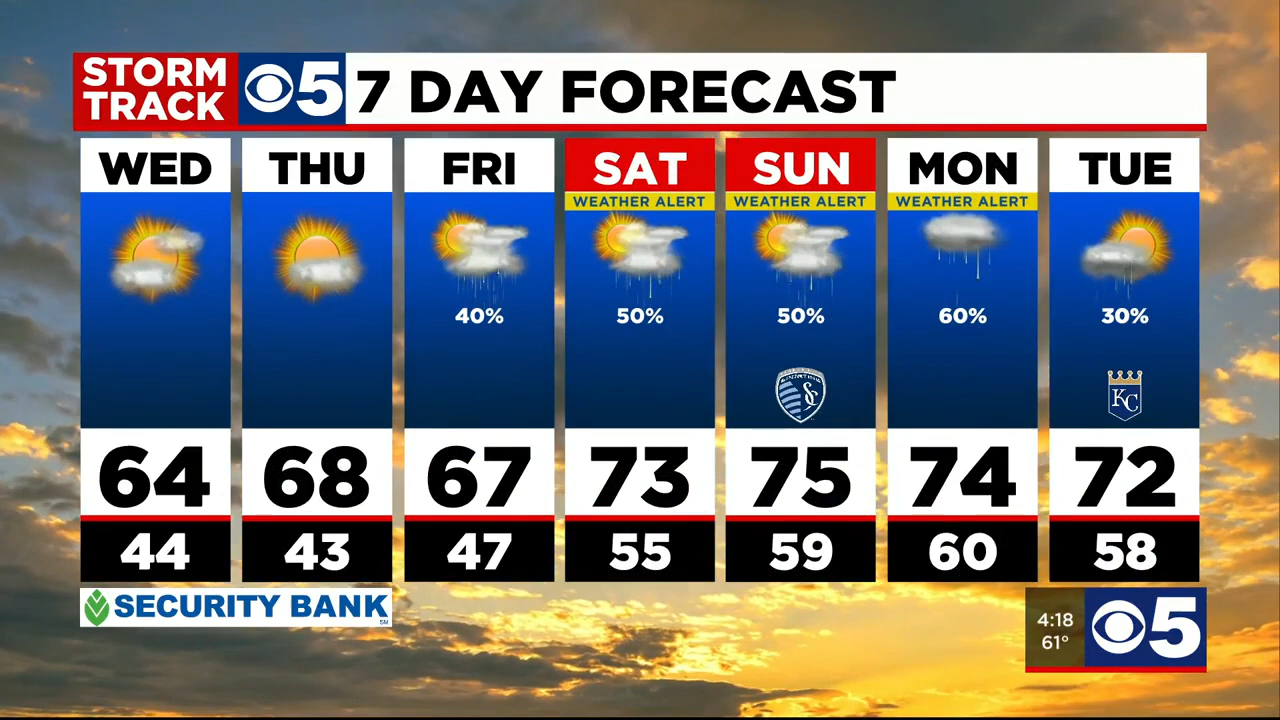 STORM
TRACK
5
7 DAY FORECAST
WED
THU
FRI
SAT
SUN
MON
TUE
WEATHER ALERT
WEATHER ALERT
WEATHER ALERT
40%
50%
50%
60%
30%
SC
KC
64
68
67
73
75
74
72
44
43
47
55
59
60
58
SECURITY BANK
SM
4:18
61°
5